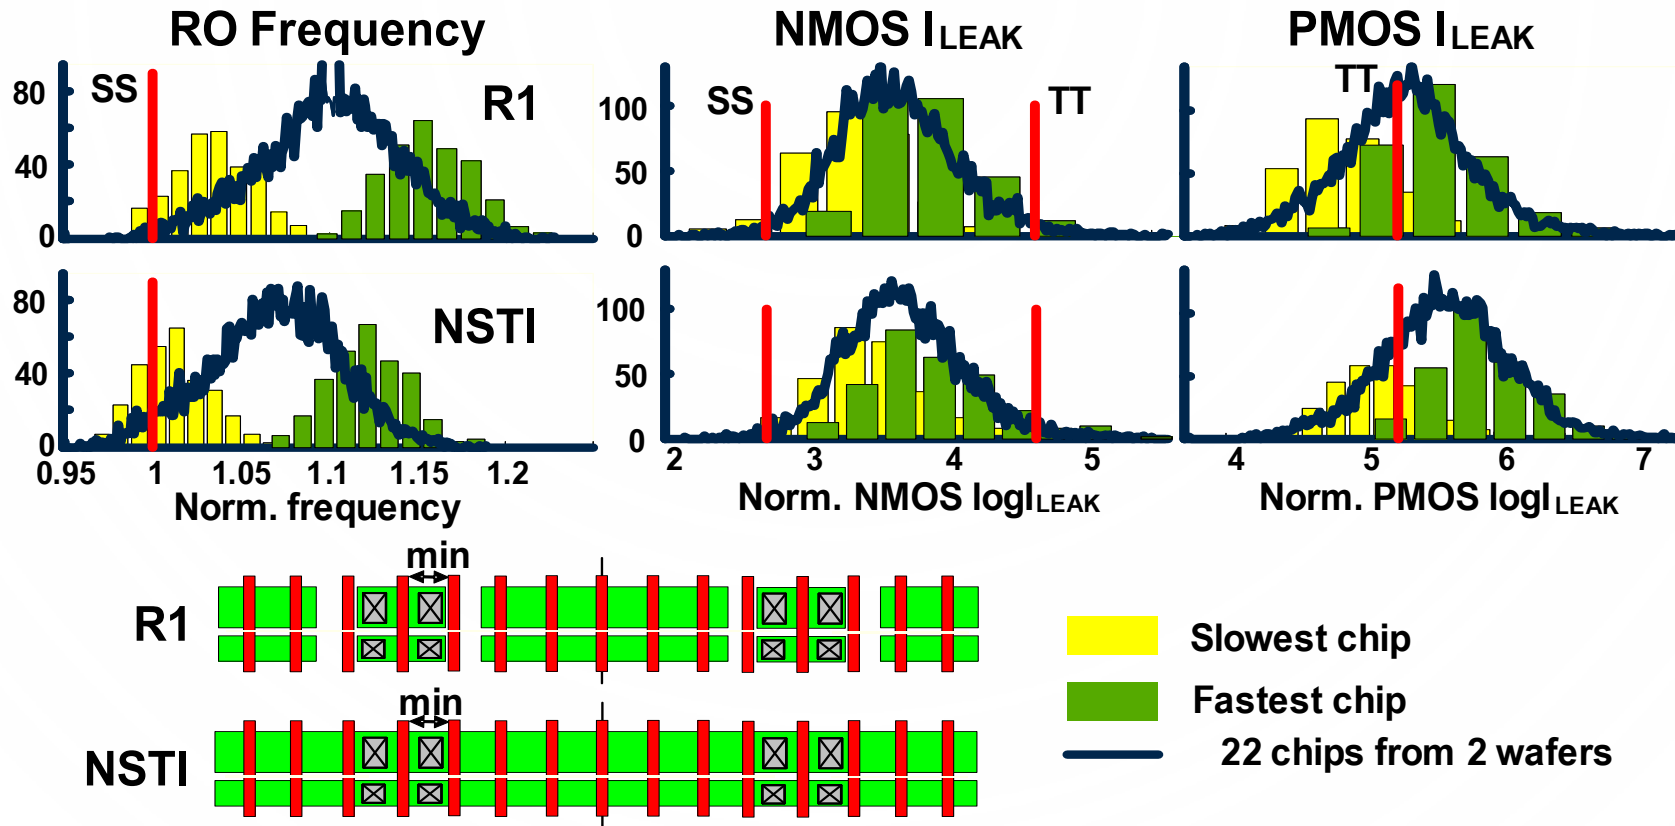 RO Frequency
NMOS ILEAK
PMOS ILEAK
80
40
0
SS
R1
100
50
0
SS
TT
TT
80
40
0
NSTI
100
50
0
0.95 1 1.05 1.1 1.15 1.2
2 3 4 5
4 5 6 7
Norm. frequency
Norm. NMOS logILEAK
Norm. PMOS logILEAK
min
R1
min
NSTI
Slowest chip
Fastest chip
22 chips from 2 wafers